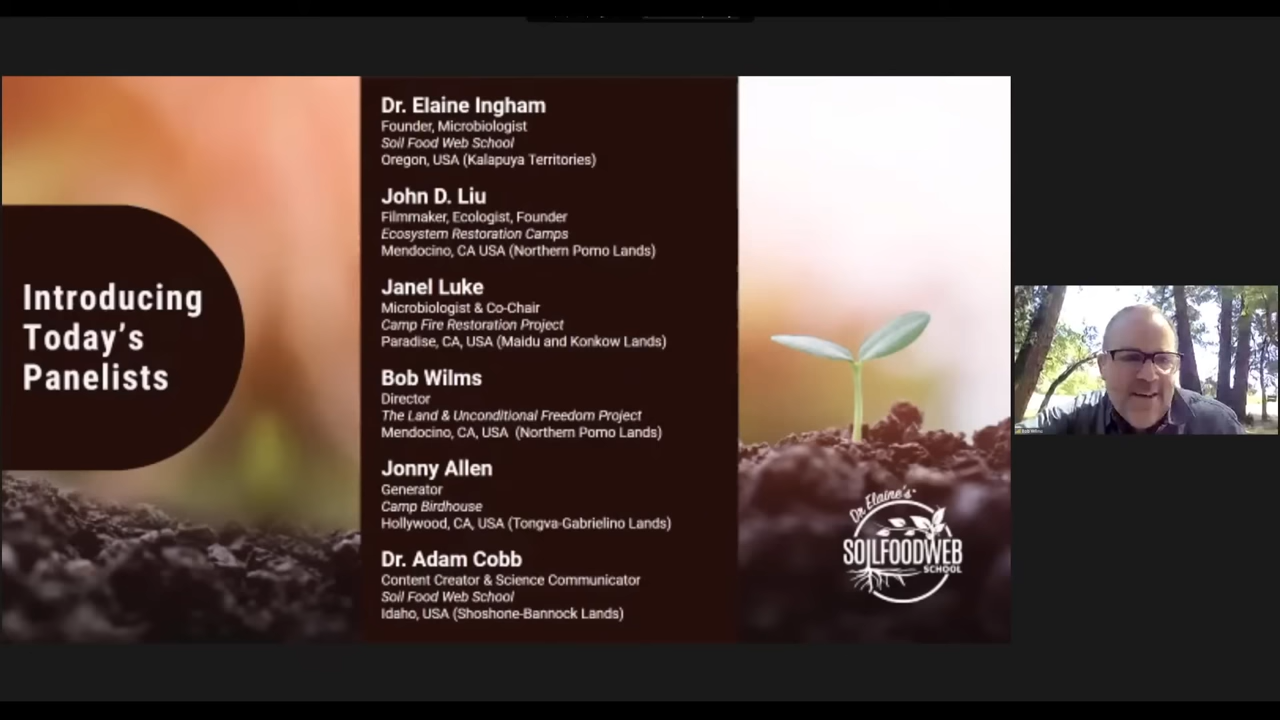 Introducing
Today's
Panelists
Dr. Elaine Ingham
Founder, Microbiologist
Soil Food Web School
Oregon, USA (Kalapuya Territories)
John D. Liu
Filmmaker, Ecologist, Founder
Ecosystem Restoration Camps
Mendocino, CA USA (Northern Pomo Lands)
Janel Luke
Microbiologist & Co-Chair
Camp Fire Restoration Project
Paradise, CA, USA (Maidu and Konkow Lands)
Bob Wilms
Director
The Land & Unconditional Freedom Project
Mendocino, CA, USA (Northern Pomo Lands)
Jonny Allen
Generator
Camp Birdhouse
Hollywood, CA, USA (Tongva-Gabrielino Lands)
Dr. Adam Cobb
Content Creator & Science Communicator
Soil Food Web School
Idaho, USA (Shoshone-Bannock Lands)
Dr. Elaine's
SOILFOODWEB
SCHOOL